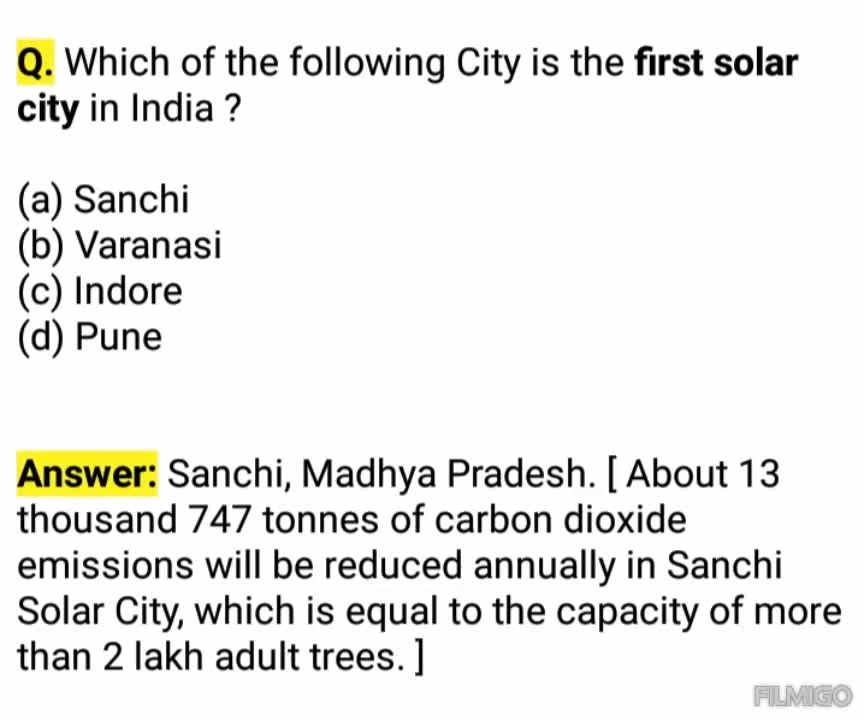 Q. Which of the following City is the first solar
city in India ?
(a) Sanchi
(b) Varanasi
(c) Indore
(d) Pune
Answer: Sanchi, Madhya Pradesh. [ About 13
thousand 747 tonnes of carbon dioxide
emissions will be reduced annually in Sanchi
Solar City, which is equal to the capacity of more
than 2 lakh adult trees. ]
FILMIGO